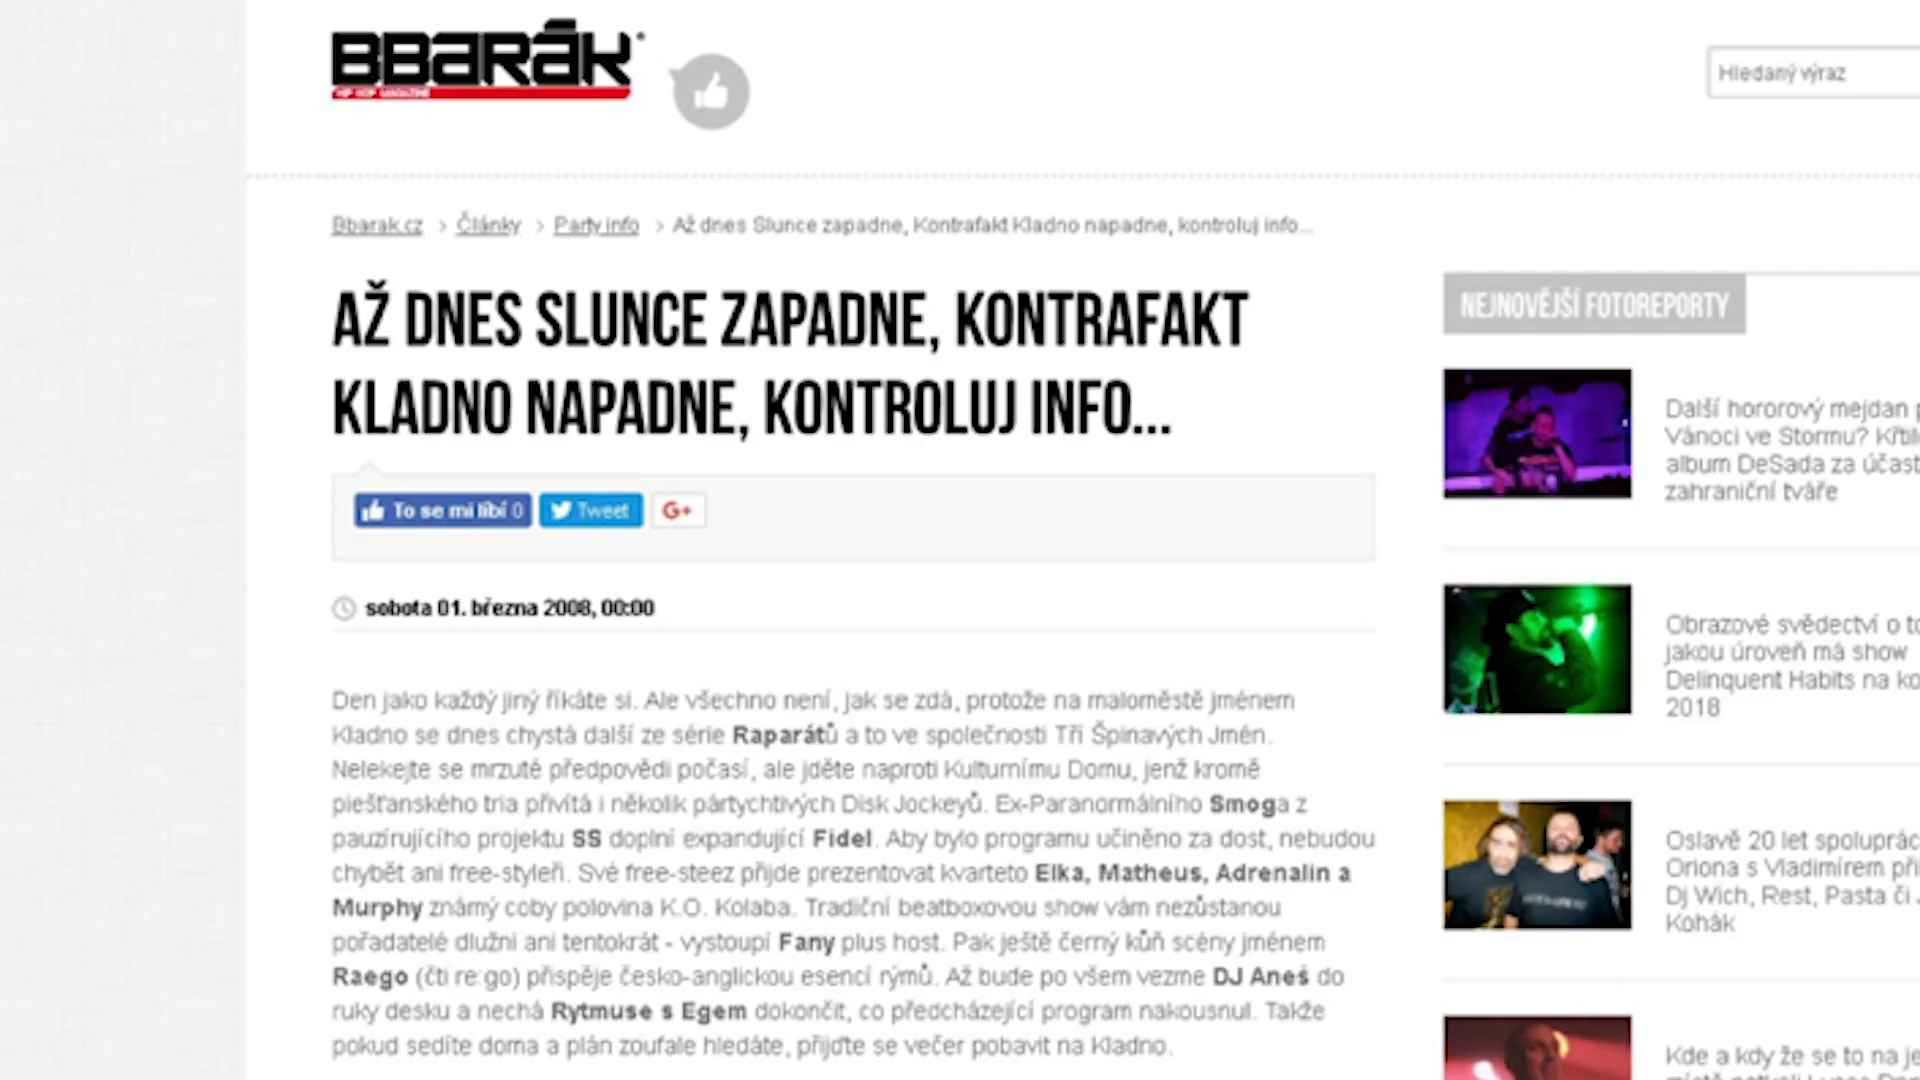 BBARÁK
HIP HOP MAGAZINE
Hledaný výraz
Bbarak.cz > Články > Party info > Až dnes Slunce zapadne, Kontrafakt Kladno napadne, kontroluj info...
AŽ DNES SLUNCE ZAPADNE, KONTRAFAKT
KLADNO NAPADNE, KONTROLUJ INFO...
To se mi líbí 0
Tweet
G+
sobota 01. března 2008, 00:00
Den jako každý jiný říkáte si. Ale všechno není, jak se zdá, protože na maloměstě jménem
Kladno se dnes chystá další ze série Raparátů a to ve společnosti Tří Špinavých Jmén.
Nelekejte se mrzuté předpovědi počasí, ale jděte naproti Kulturnímu Domu, jenž kromě
piešťanského tria přivítá i několik pártychtivých Disk Jockeyů. Ex-Paranormálního Smoga z
pauzírujícího projektu SS doplní expandující Fidel. Aby bylo programu učiněno za dost, nebudou
chybět ani free-styleři. Své free-steez přijde prezentovat kvarteto Elka, Matheus, Adrenalin a
Murphy známý coby polovina K.O. Kolaba. Tradiční beatboxovou show vám nezůstanou
pořadatelé dlužni ani tentokrát - vystoupí Fany plus host. Pak ještě černý kůň scény jménem
Raego (čti re:go) přispěje česko-anglickou esencí rýmů. Až bude po všem vezme DJ Aneš do
ruky desku a nechá Rytmuse s Egem dokončit, co předcházející program nakousnul. Takže
pokud sedíte doma a plán zoufale hledáte, přijďte se večer pobavit na Kladno.
NEJNOVĚJŠÍ FOTOREPORTY
Další hororový mejdan
Vánoci ve Stormu? Křtil
album DeSada za účast
zahraniční tváře
Obrazové svědectví o to
jakou úroveň má show
Delinquent Habits na ko
2018
Oslavě 20 let spoluprác
Oriona s Vladimírem při
Dj Wich, Rest, Pasta či
Kohák
Kde a kdy že se to na je